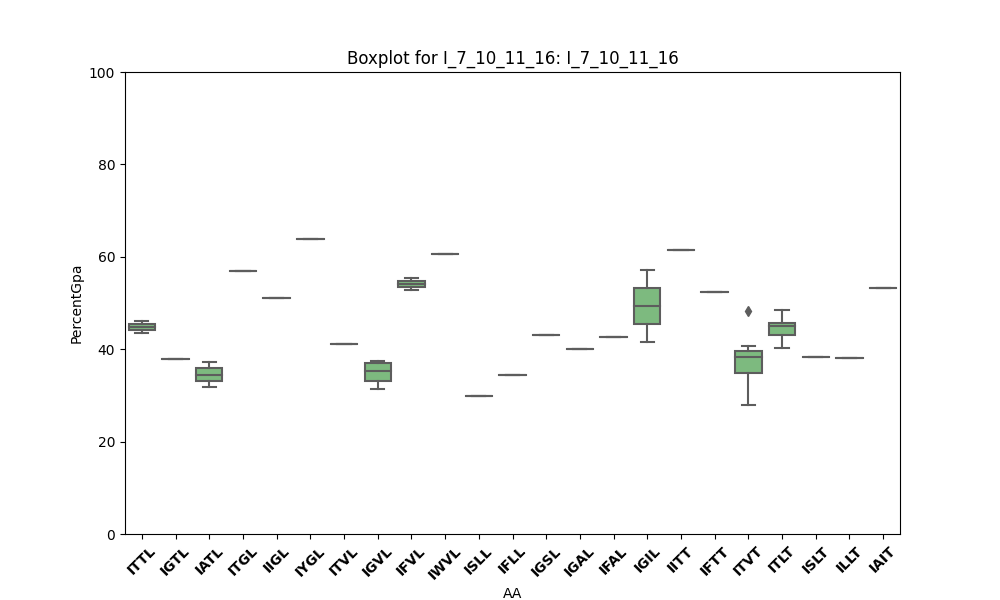 Boxplot for I_7_10_11_16: I_7_10_11_16
100
80
60
40
20
0
PercentGpa
ITTL IGTL IATL ITGL IIGL IYGL ITVL IGVL IFVL IWVL ISLL IFLL IGSL IGAL IFAL IGIL IITT IFTT ITVT ITLT ISLT ILLT IAIT
AA